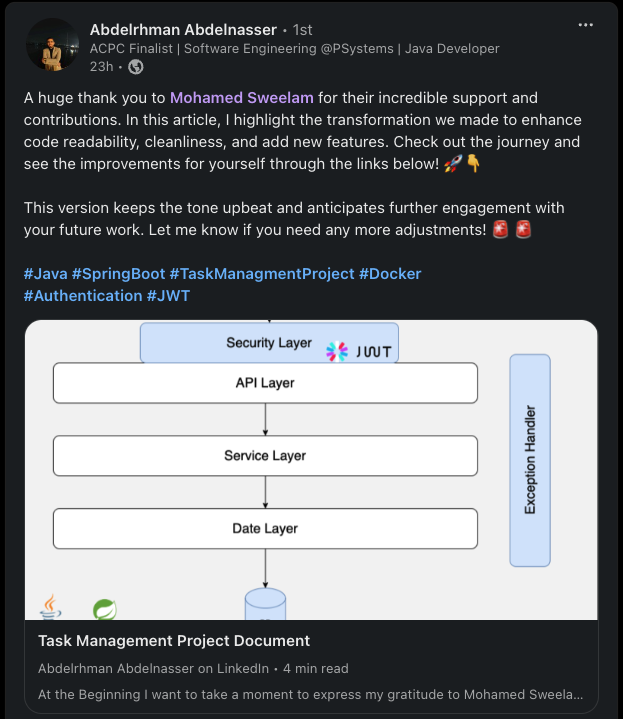 Abdelrhman Abdelnasser • 1st
ACPC Finalist | Software Engineering @PSystems | Java Developer
23h •
A huge thank you to Mohamed Sweelam for their incredible support and
contributions. In this article, I highlight the transformation we made to enhance
code readability, cleanliness, and add new features. Check out the journey and
see the improvements for yourself through the links below! 🚀👇
This version keeps the tone upbeat and anticipates further engagement with
your future work. Let me know if you need any more adjustments! 🚨 🚨
#Java #SpringBoot #TaskManagmentProject #Docker
#Authentication #JWT
Security Layer
JWT
API Layer
Service Layer
Date Layer
Exception Handler
Task Management Project Document
Abdelrhman Abdelnasser on LinkedIn • 4 min read
At the Beginning I want to take a moment to express my gratitude to Mohamed Sweela...